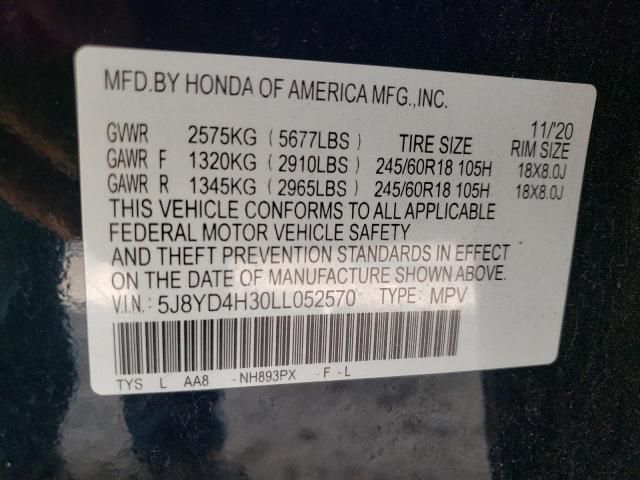 MFD.BY HONDA OF AMERICA MFG.,INC.
11/'20
GVWR 2575KG (5677LBS) TIRE SIZE RIM SIZE
GAWR F 1320KG (2910LBS) 245/60R18 105H 18X8.0J
GAWR R 1345KG (2965LBS) 245/60R18 105H 18X8.0J
THIS VEHICLE CONFORMS TO ALL APPLICABLE
FEDERAL MOTOR VEHICLE SAFETY
AND THEFT PREVENTION STANDARDS IN EFFECT
ON THE DATE OF MANUFACTURE SHOWN ABOVE.
V.I.N: 5J8YD4H30LL052570 TYPE: MPV
TYS L AA8 -NH893PX -F-L